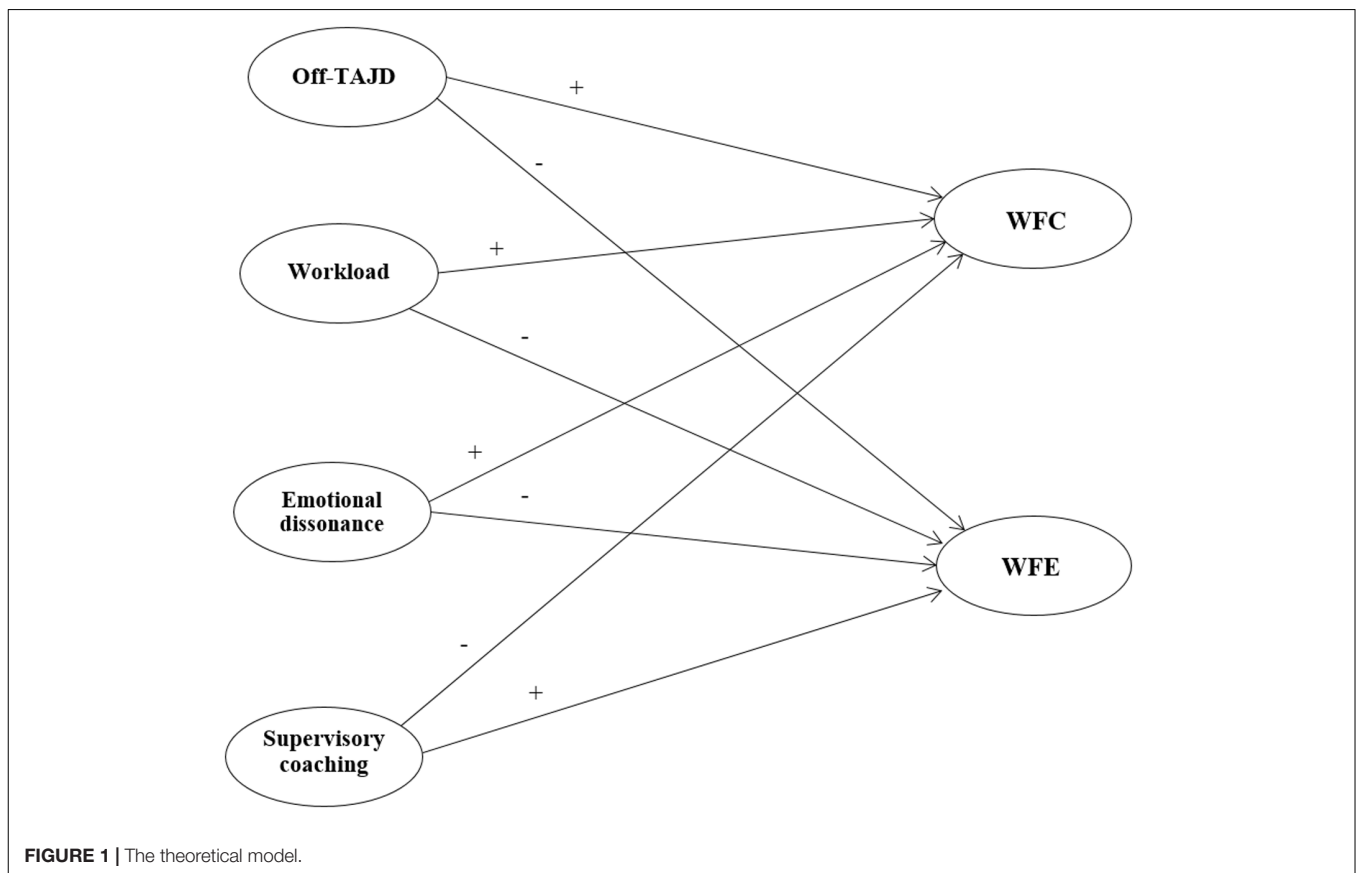 Off-TAJD
+
-
WFC
Workload
+
-
Emotional
dissonance
+
-
WFE
Supervisory
coaching
-
+
FIGURE 1 | The theoretical model.